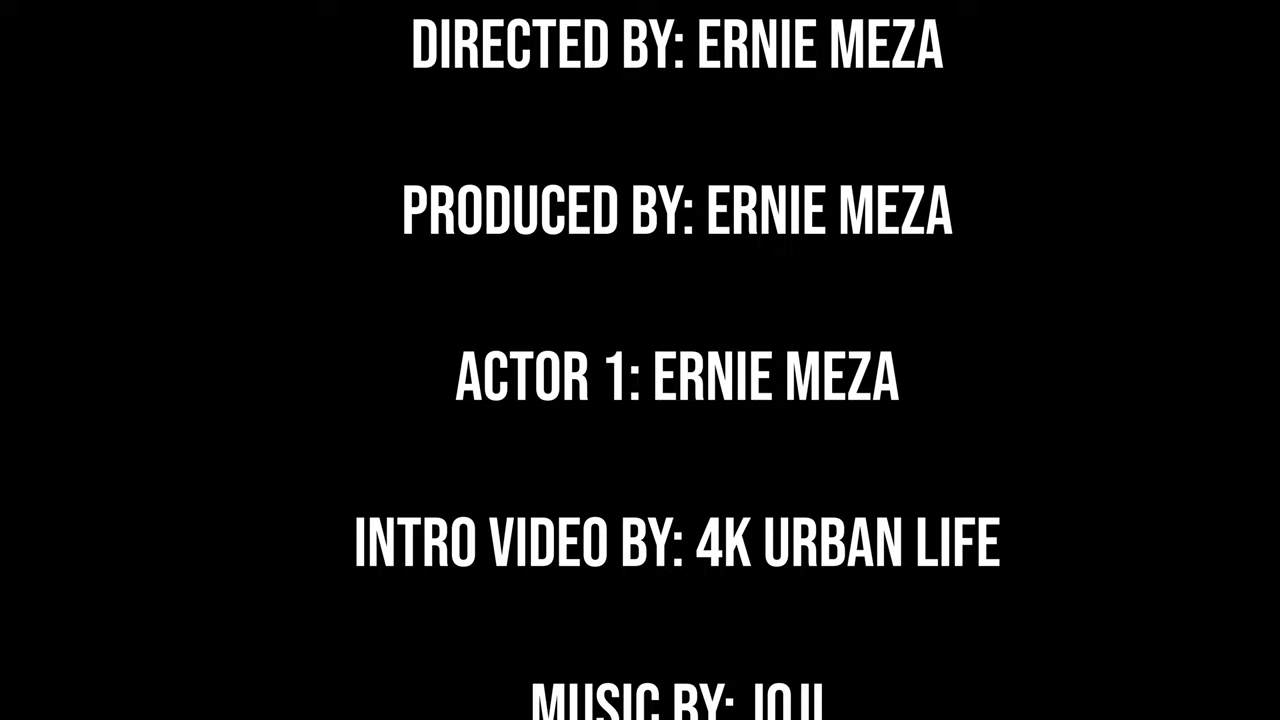 DIRECTED BY: ERNIE MEZA
PRODUCED BY: ERNIE MEZA
ACTOR 1: ERNIE MEZA
INTRO VIDEO BY: 4K URBAN LIFE
MUSIC BY: JOJI